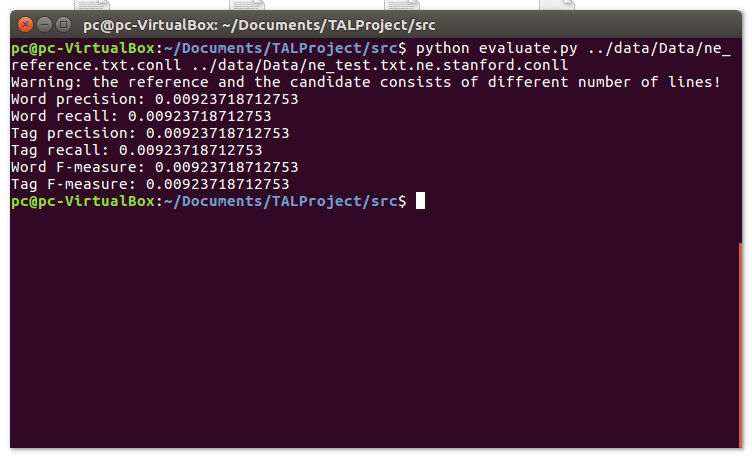 pc@pc-VirtualBox: ~/Documents/TALProject/src
pc@pc-VirtualBox:~/Documents/TALProject/src$ python evaluate.py ../data/Data/ne_
reference.txt.conll ../data/Data/ne_test.txt.ne.stanford.conll
Warning: the reference and the candidate consists of different number of lines!
Word precision: 0.00923718712753
Word recall: 0.00923718712753
Tag precision: 0.00923718712753
Tag recall: 0.00923718712753
Word F-measure: 0.00923718712753
Tag F-measure: 0.00923718712753
pc@pc-VirtualBox:~/Documents/TALProject/src$